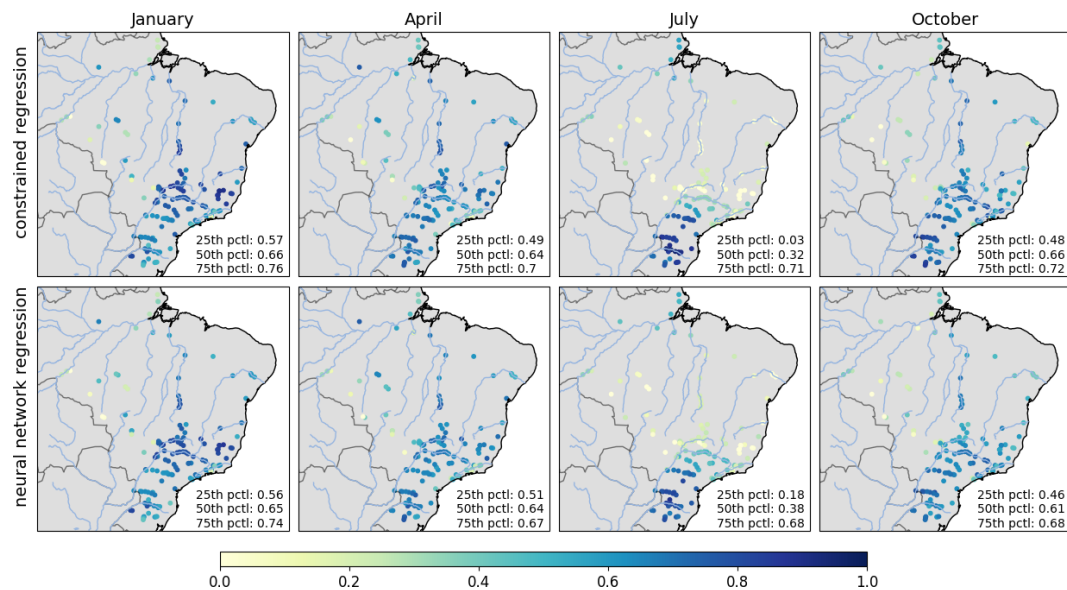 January
April
July
October
constrained regression
25th pctl: 0.57
50th pctl: 0.66
75th pctl: 0.76
25th pctl: 0.49
50th pctl: 0.64
75th pctl: 0.7
25th pctl: 0.03
50th pctl: 0.32
75th pctl: 0.71
25th pctl: 0.48
50th pctl: 0.66
75th pctl: 0.72
neural network regression
25th pctl: 0.56
50th pctl: 0.65
75th pctl: 0.74
25th pctl: 0.51
50th pctl: 0.64
75th pctl: 0.67
25th pctl: 0.18
50th pctl: 0.38
75th pctl: 0.68
25th pctl: 0.46
50th pctl: 0.61
75th pctl: 0.68
0.0 0.2 0.4 0.6 0.8 1.0